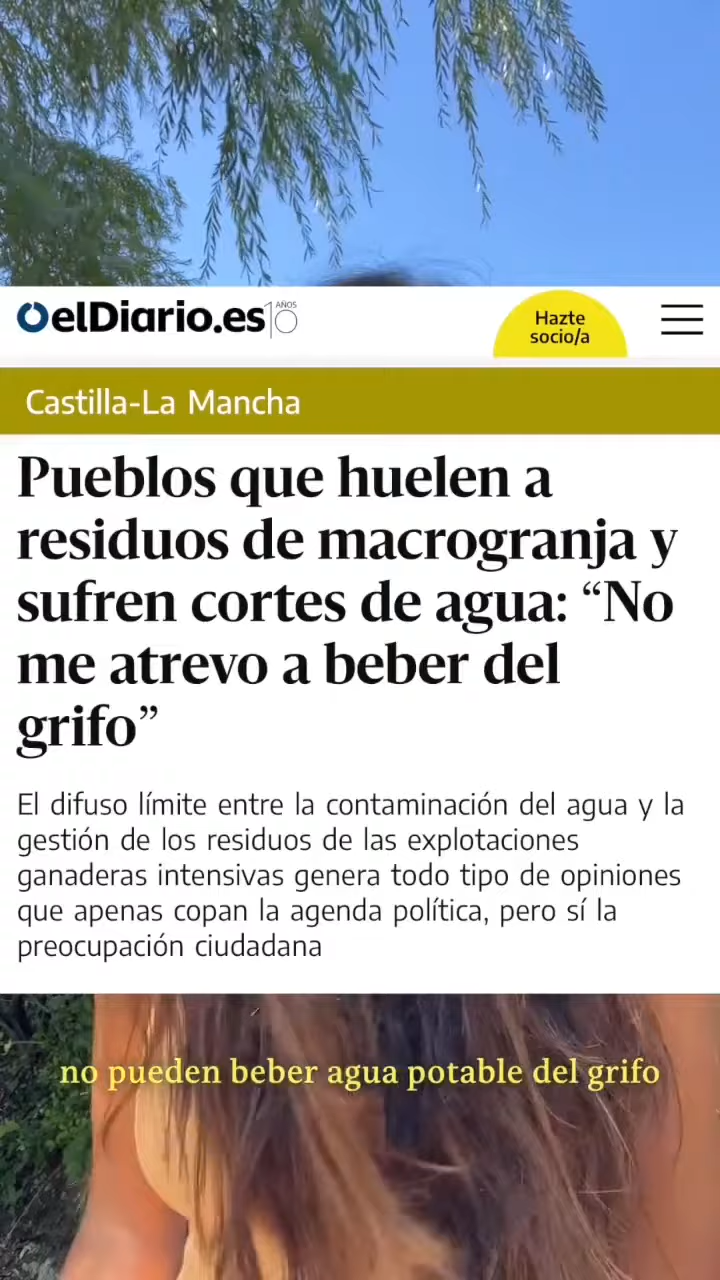 elDiario.es
10 AÑOS
Hazte
socio/a
Castilla-La Mancha
Pueblos que huelen a
residuos de macrogranja y
sufren cortes de agua: “No
me atrevo a beber del
grifo”
El difuso límite entre la contaminación del agua y la
gestión de los residuos de las explotaciones
ganaderas intensivas genera todo tipo de opiniones
que apenas copan la agenda política, pero sí la
preocupación ciudadana
no pueden beber agua potable del grifo